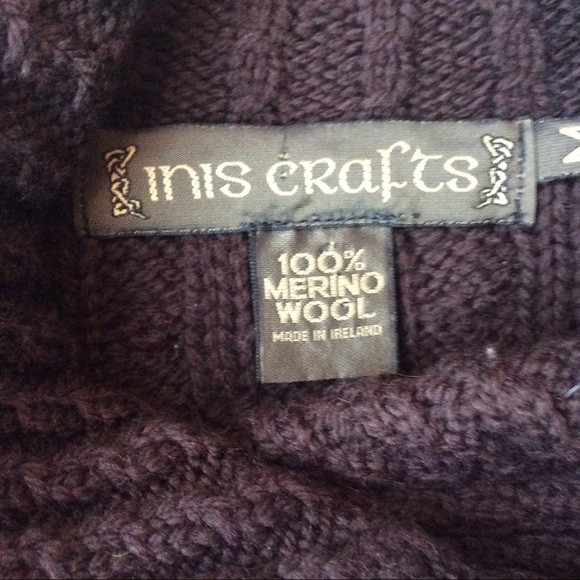 INIS CRAFTS
100%
MERINO
WOOL
MADE IN IRELAND